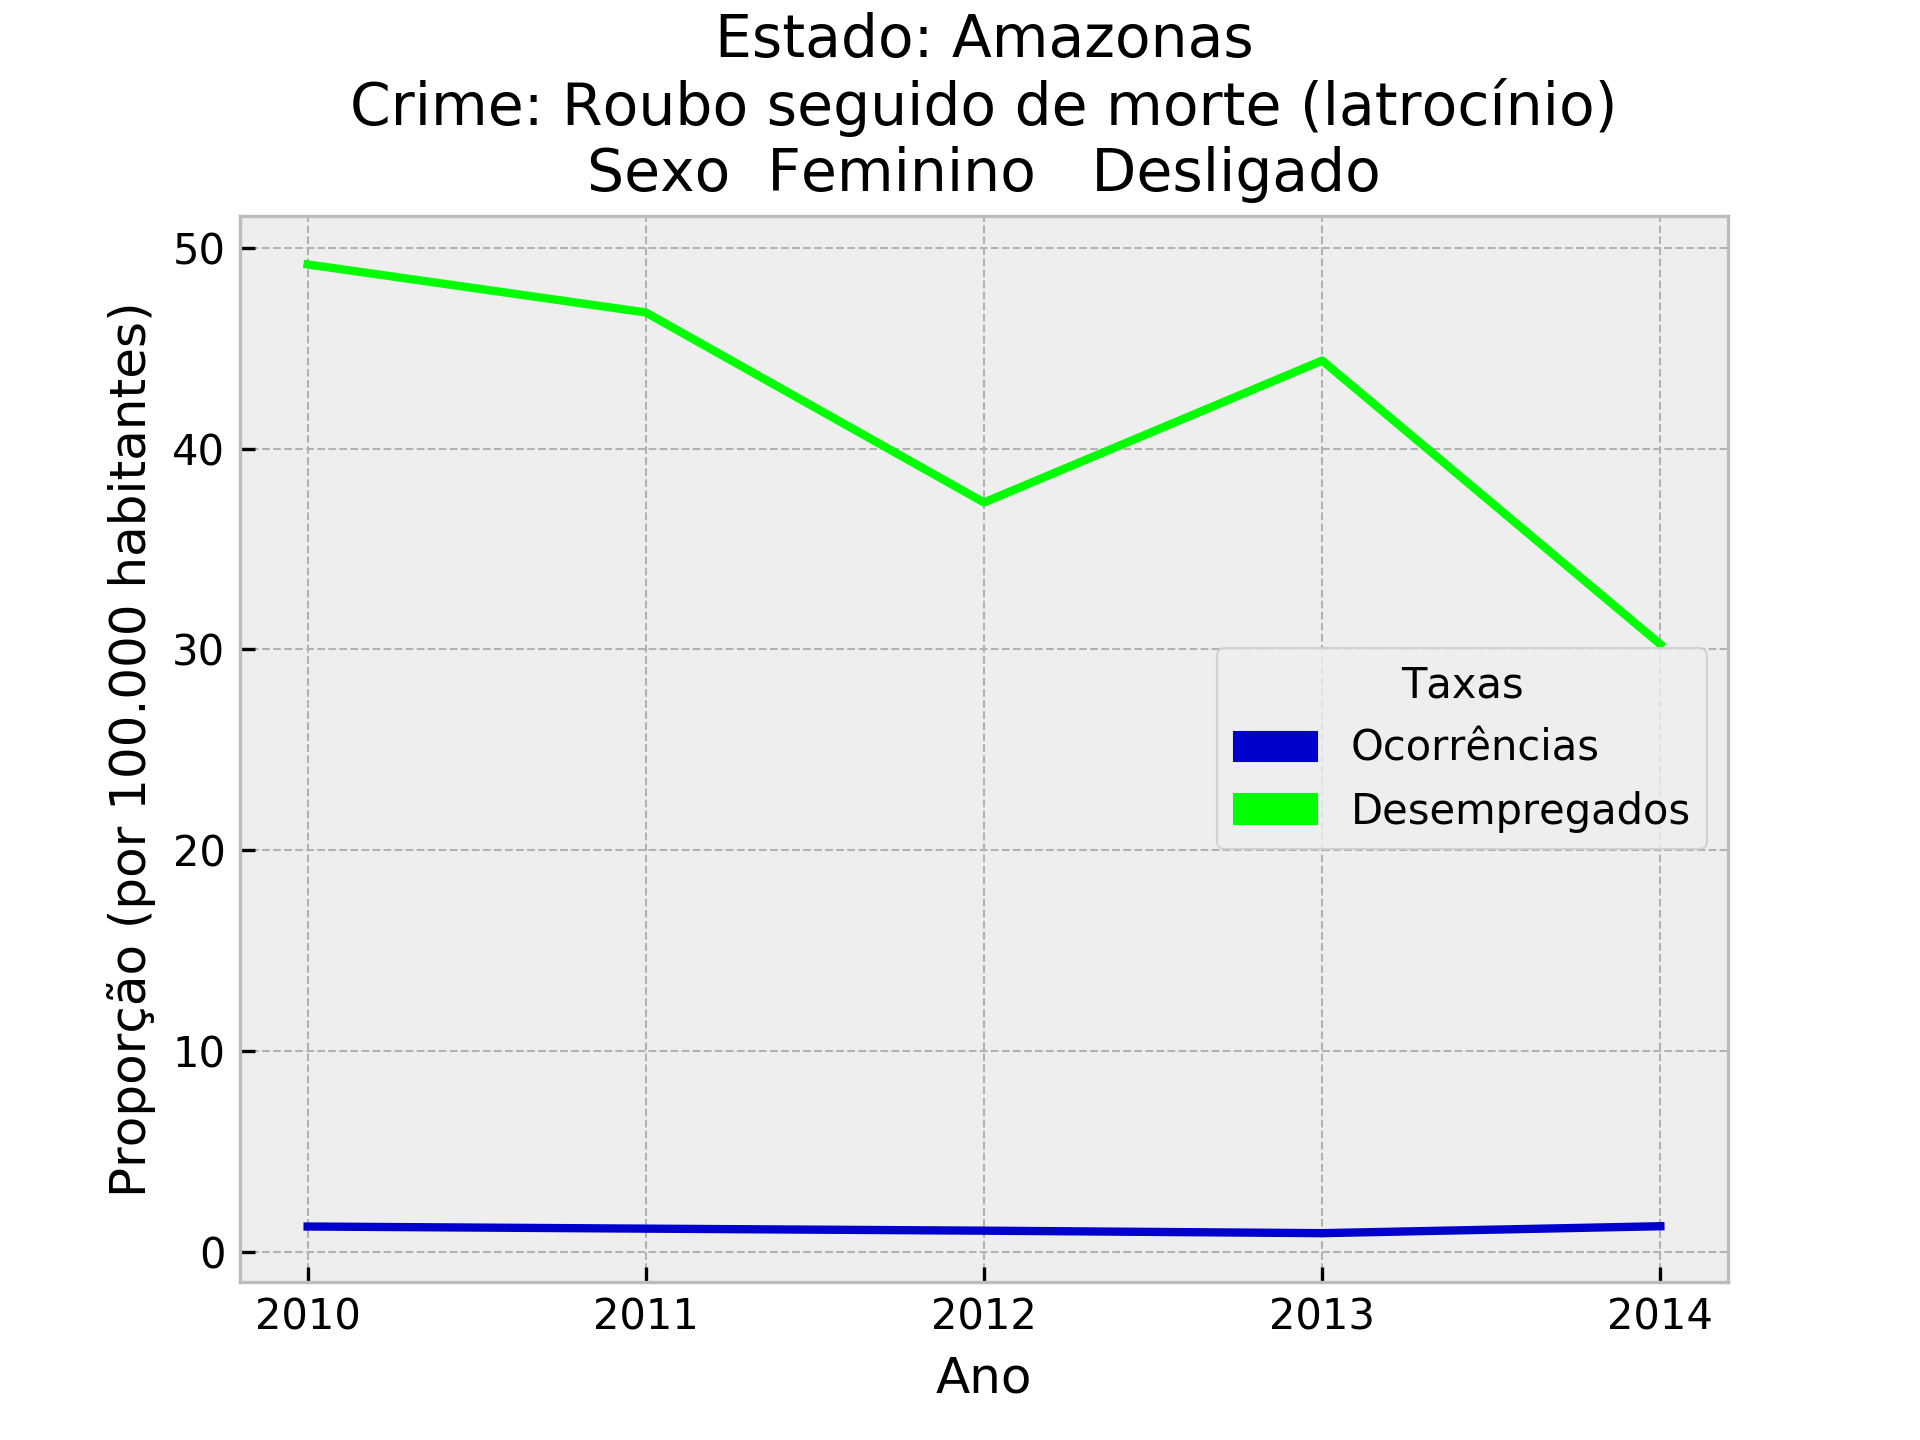 Estado: Amazonas
Crime: Roubo seguido de morte (latrocínio)
Sexo  Feminino   Desligado
Proporção (por 100.000 habitantes)
50
40
30
20
10
0
Taxas
Ocorrências
Desempregados
2010 2011 2012 2013 2014
Ano